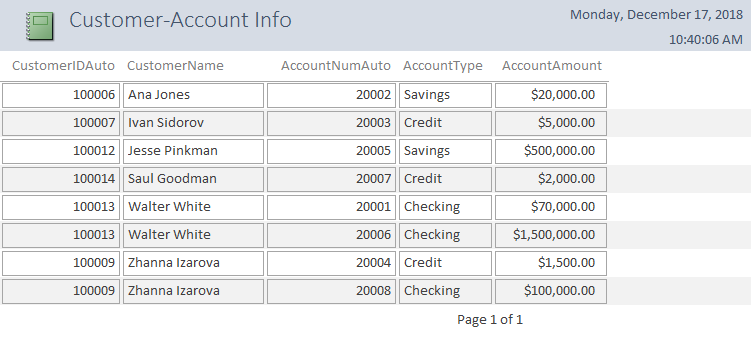 Customer-Account Info
Monday, December 17, 2018
10:40:06 AM
CustomerIDAuto CustomerName AccountNumAuto AccountType AccountAmount
100006 Ana Jones 20002 Savings $20,000.00
100007 Ivan Sidorov 20003 Credit $5,000.00
100012 Jesse Pinkman 20005 Savings $500,000.00
100014 Saul Goodman 20007 Credit $2,000.00
100013 Walter White 20001 Checking $70,000.00
100013 Walter White 20006 Checking $1,500,000.00
100009 Zhanna Izarova 20004 Credit $1,500.00
100009 Zhanna Izarova 20008 Checking $100,000.00
Page 1 of 1